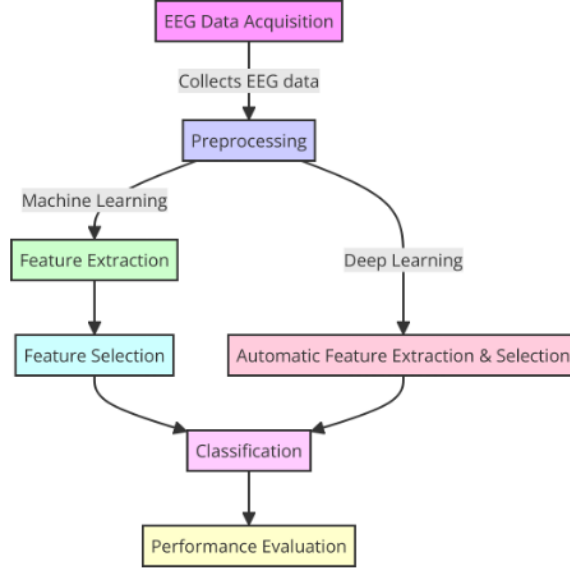 EEG Data Acquisition
Collects EEG data
Preprocessing
Machine Learning
Feature Extraction
Deep Learning
Feature Selection
Automatic Feature Extraction & Selection
Classification
Performance Evaluation